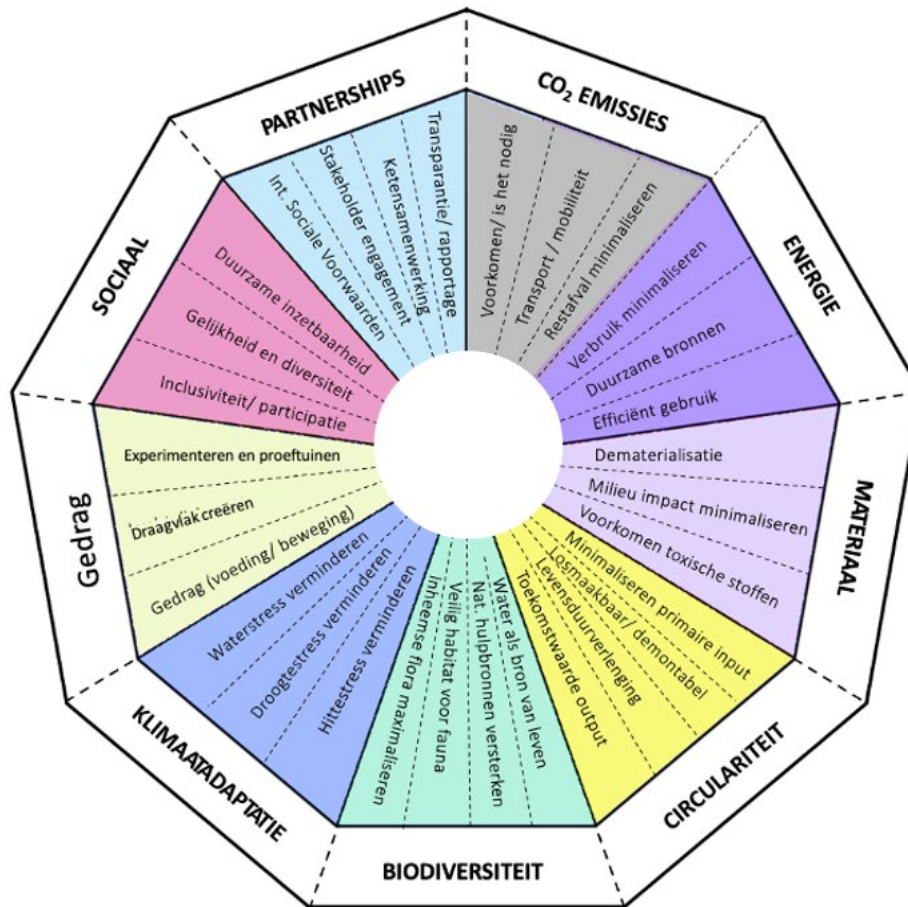 CO₂ EMISSIES
Voorkomen/ is het nodig
Transport / mobiliteit
Restafval minimaliseren
ENERGIE
Verbruik minimaliseren
Duurzame bronnen
Efficiënt gebruik
MATERIAAL
Dematerialisatie
Milieu impact minimaliseren
Voorkomen toxische stoffen
CIRCULARITEIT
Minimaliseren primaire input
Losmaakbaar/ demontabel
Levensduurverlenging
Toekomstwaarde output
BIODIVERSITEIT
Water als bron van leven
Nat. hulpbronnen versterken
Veilig habitat voor fauna
Inheemse flora maximaliseren
KLIMAATADAPTATIE
Hittestress verminderen
Droogtestress verminderen
Waterstress verminderen
Gedrag
Gedrag (voeding/ beweging)
Draagvlak creëren
Experimenteren en proeftuinen
SOCIAAL
Inclusiviteit/ participatie
Gelijkheid en diversiteit
Duurzame inzetbaarheid
PARTNERSHIPS
Int. Sociale Voorwaarden
Stakeholder engagement
Ketensamenwerking
Transparantie/ rapportage